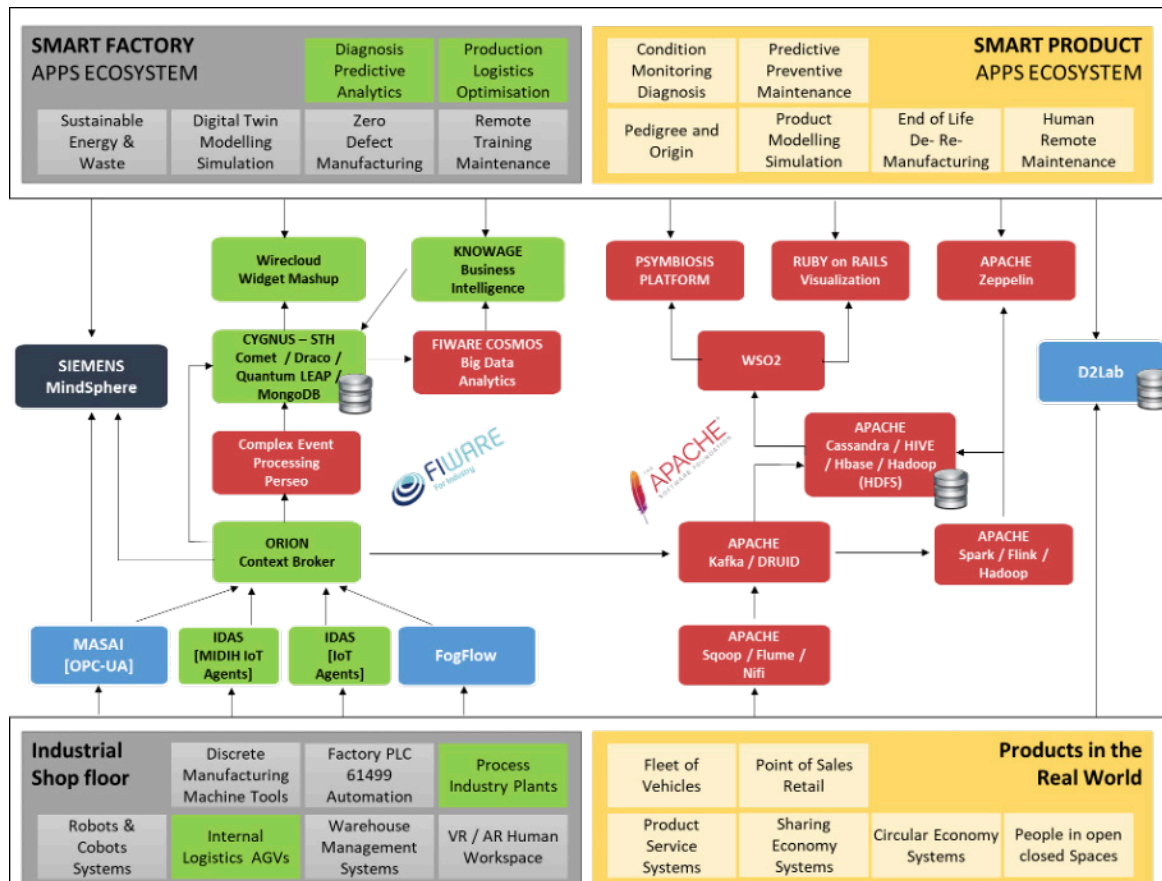 SMART FACTORY
APPS ECOSYSTEM
Diagnosis
Predictive
Analytics
Production
Logistics
Optimisation
Sustainable
Energy &
Waste
Digital Twin
Modelling
Simulation
Zero
Defect
Manufacturing
Remote
Training
Maintenance
Condition
Monitoring
Diagnosis
Predictive
Preventive
Maintenance
SMART PRODUCT
APPS ECOSYSTEM
Pedigree and
Origin
Product
Modelling
Simulation
End of Life
De- Re-
Manufacturing
Human
Remote
Maintenance
Wirecloud
Widget Mashup
KNOWAGE
Business
Intelligence
PSYMBIOSIS
PLATFORM
RUBY on RAILS
Visualization
APACHE
Zeppelin
SIEMENS
MindSphere
CYGNUS – STH
Comet / Draco /
Quantum LEAP /
MongoDB
FIWARE COSMOS
Big Data
Analytics
WSO2
D2Lab
Complex Event
Processing
Perseo
FIWARE
For Industry
THE
APACHE
SOFTWARE FOUNDATION
APACHE
Cassandra / HIVE
/ Hbase / Hadoop
(HDFS)
ORION
Context Broker
APACHE
Kafka / DRUID
APACHE
Spark / Flink /
Hadoop
MASAI
[OPC-UA]
IDAS
[MIDIH IoT
Agents]
IDAS
[IoT
Agents]
FogFlow
APACHE
Sqoop / Flume /
Nifi
Industrial
Shop floor
Discrete
Manufacturing
Machine Tools
Factory PLC
61499
Automation
Process
Industry Plants
Robots &
Cobots
Systems
Internal
Logistics AGVs
Warehouse
Management
Systems
VR / AR Human
Workspace
Fleet of
Vehicles
Point of Sales
Retail
Products in the
Real World
Product
Service
Systems
Sharing
Economy
Systems
Circular Economy
Systems
People in open
closed Spaces